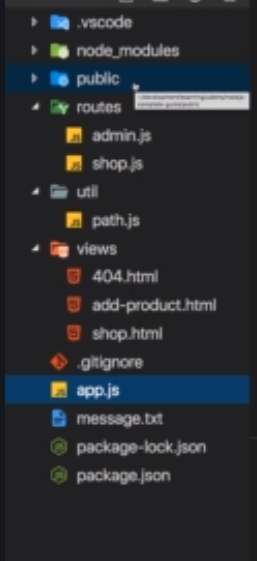 .vscode
node_modules
public
routes
admin.js
shop.js
util
path.js
views
404.html
add-product.html
shop.html
.gitignore
app.js
message.txt
package-lock.json
package.json